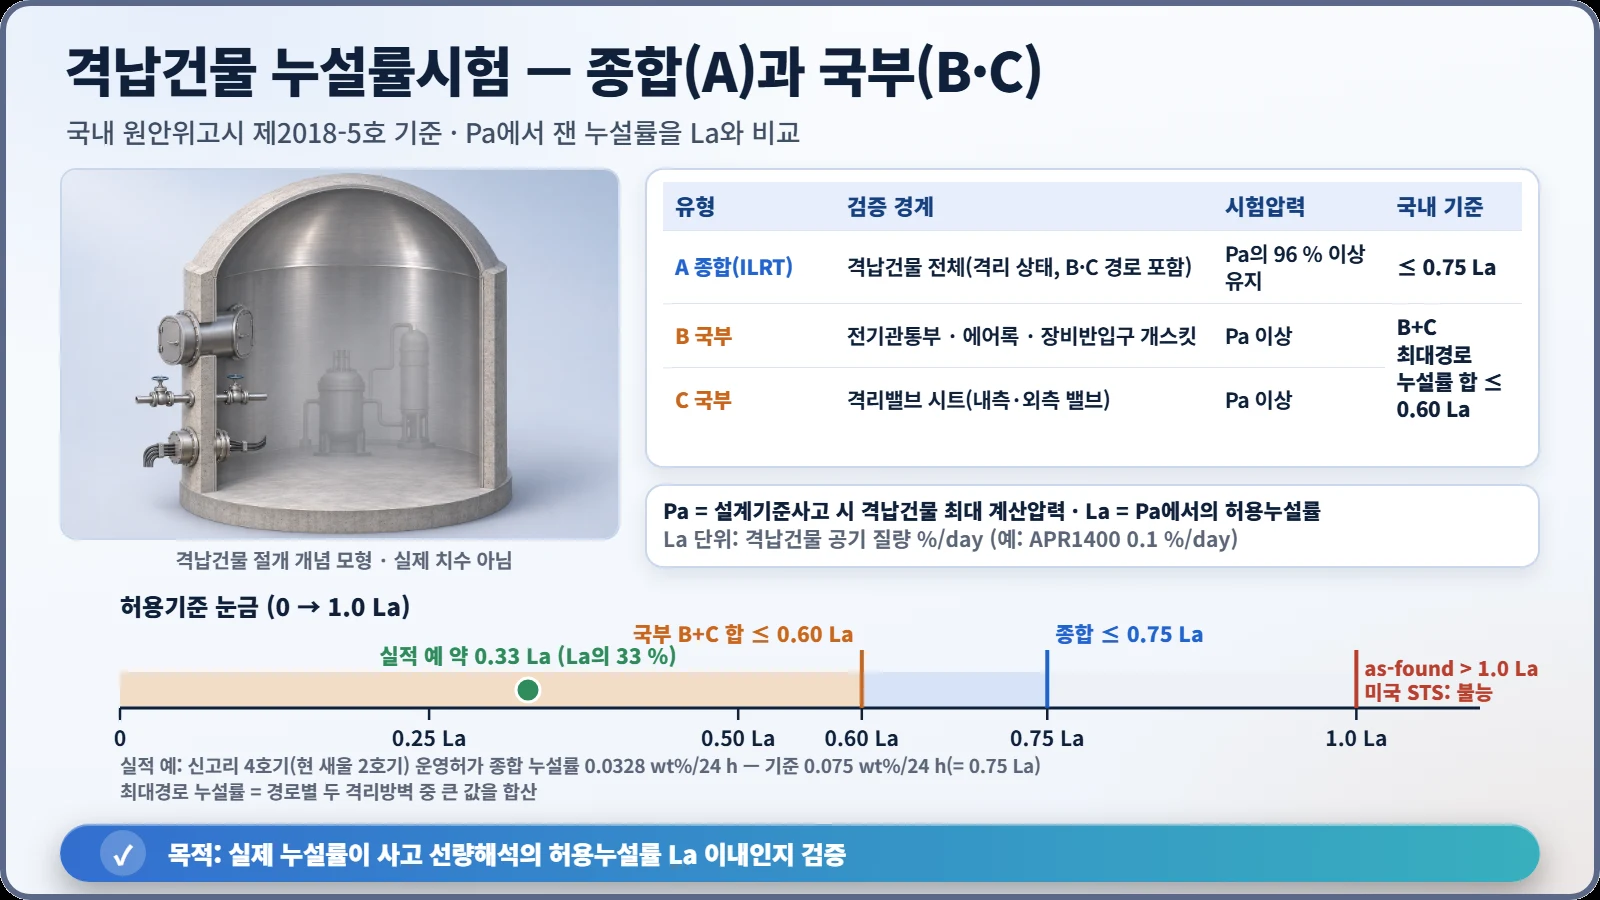 격납건물 누설률시험 — 종합(A)과 국부(B·C)
국내 원안위고시 제2018-5호 기준 · Pa에서 잰 누설률을 La와 비교
유형 검증 경계 시험압력 국내 기준
A 종합(ILRT) 격납건물 전체(격리 상태, B·C 경로 포함) Pa의 96 % 이상 유지 ≤ 0.75 La
B 국부 전기관통부 · 에어록 · 장비반입구 개스킷 Pa 이상
B+C
최대경로
누설률 합 ≤
0.60 La
C 국부 격리밸브 시트(내측·외측 밸브) Pa 이상
Pa = 설계기준사고 시 격납건물 최대 계산압력 · La = Pa에서의 허용누설률
La 단위: 격납건물 공기 질량 %/day (예: APR1400 0.1 %/day)
격납건물 절개 개념 모형 · 실제 치수 아님
허용기준 눈금 (0 → 1.0 La)
국부 B+C 합 ≤ 0.60 La
종합 ≤ 0.75 La
실적 예 약 0.33 La (La의 33 %)
as-found > 1.0 La
미국 STS: 불능
0 0.25 La 0.50 La 0.60 La 0.75 La 1.0 La
실적 예: 신고리 4호기(현 새울 2호기) 운영허가 종합 누설률 0.0328 wt%/24 h — 기준 0.075 wt%/24 h(= 0.75 La)
최대경로 누설률 = 경로별 두 격리방벽 중 큰 값을 합산
목적: 실제 누설률이 사고 선량해석의 허용누설률 La 이내인지 검증